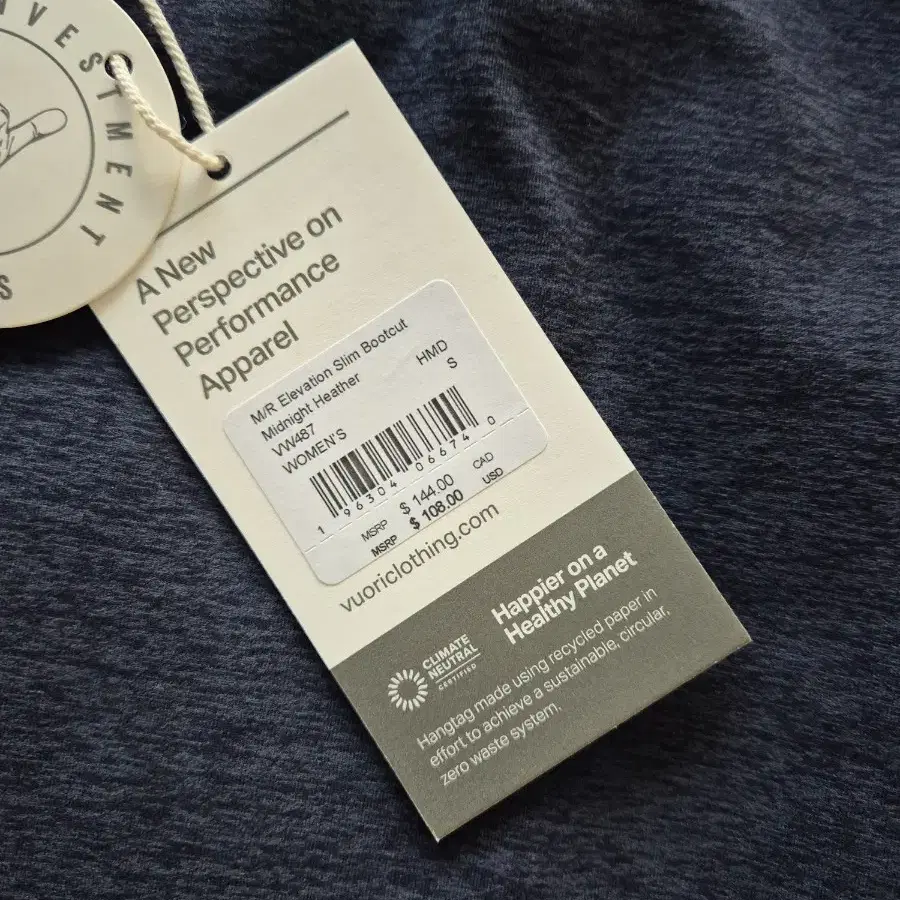 VESTMENT S
A New
Perspective on
Performance
Apparel
M/R Elevation Slim Bootcut
Midnight Heather HMD
VW487 S
WOMEN'S
1 96304 06674 0
MSRP $ 144.00 CAD
MSRP $ 108.00 USD
vuoriclothing.com
CLIMATE
NEUTRAL
CERTIFIED
Happier on a
Healthy Planet
Hangtag made using recycled paper in
effort to achieve a sustainable, circular,
zero waste system.